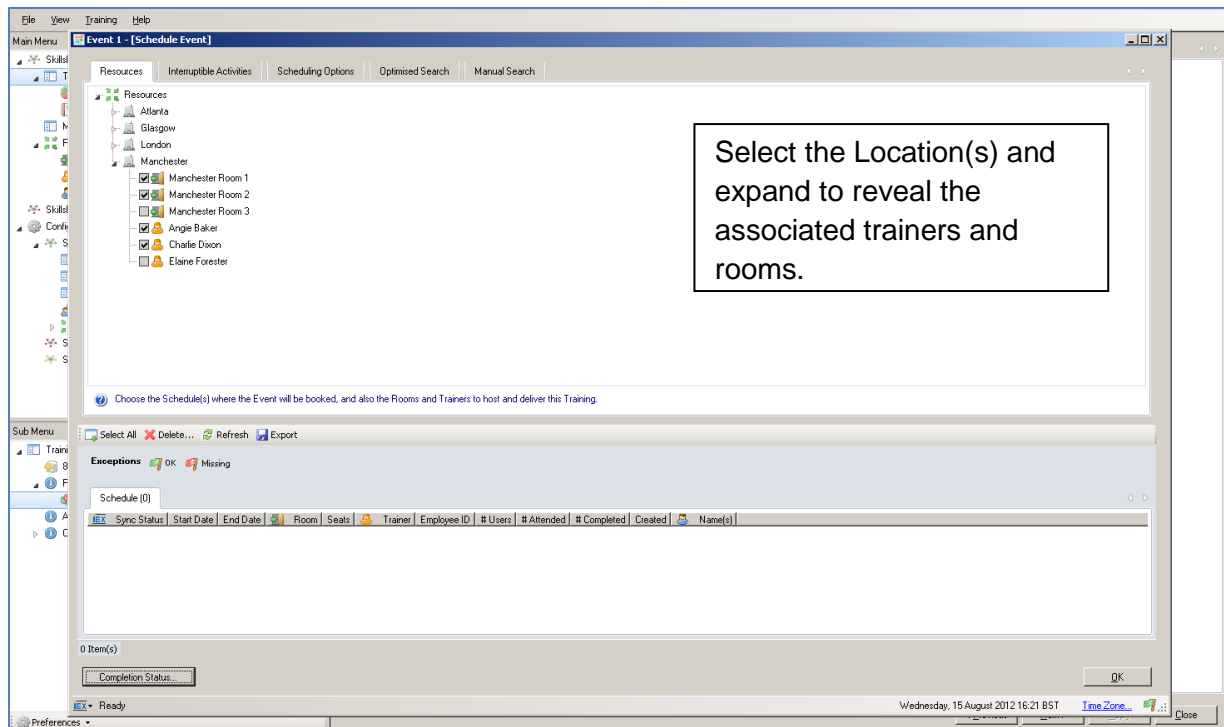 File View Training Help
Main Menu
Event 1 - [Schedule Event]
Resources Interruptible Activities Scheduling Options Optimised Search Manual Search
Resources
Atlanta
Glasgow
London
Manchester
Manchester Room 1
Manchester Room 2
Manchester Room 3
Angie Baker
Charlie Dixon
Elaine Forester
Select the Location(s) and
expand to reveal the
associated trainers and
rooms.
Choose the Schedule(s) where the Event will be booked, and also the Rooms and Trainers to host and deliver this Training.
Sub Menu
Select All Delete... Refresh Export
Exceptions OK Missing
Schedule (0)
IEX Sync Status Start Date End Date Room Seats Trainer Employee ID # Users # Attended # Completed Created Name(s)
0 Item(s)
Completion Status... OK
IEX Ready Wednesday, 15 August 2012 16:21 BST Time Zone...
Preferences Close